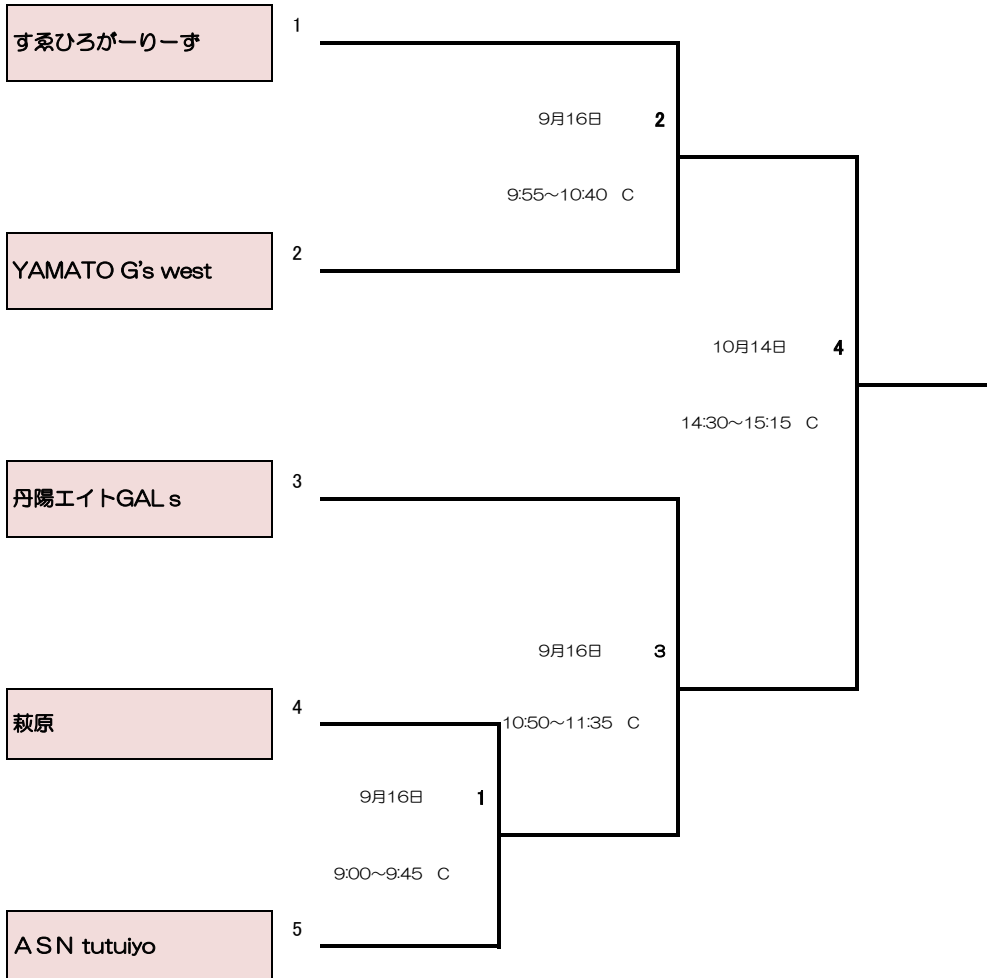 すゑひろがーりーず
1
9月16日
2
9:55～10:40 C
YAMATO G's west
2
10月14日
4
14:30～15:15 C
丹陽エイトGALｓ
3
9月16日
3
萩原
4
10:50～11:35 C
9月16日
1
9:00～9:45 C
ＡＳＮ tutuiyo
5